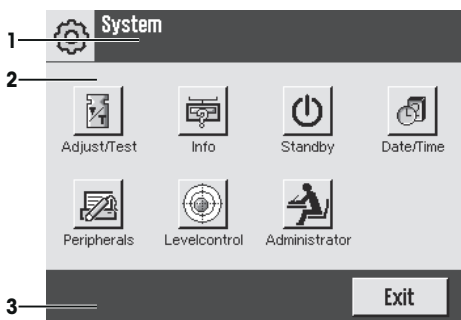 System
1
2
Adjust/Test Info Standby Date/Time
Peripherals Levelcontrol Administrator
3
Exit